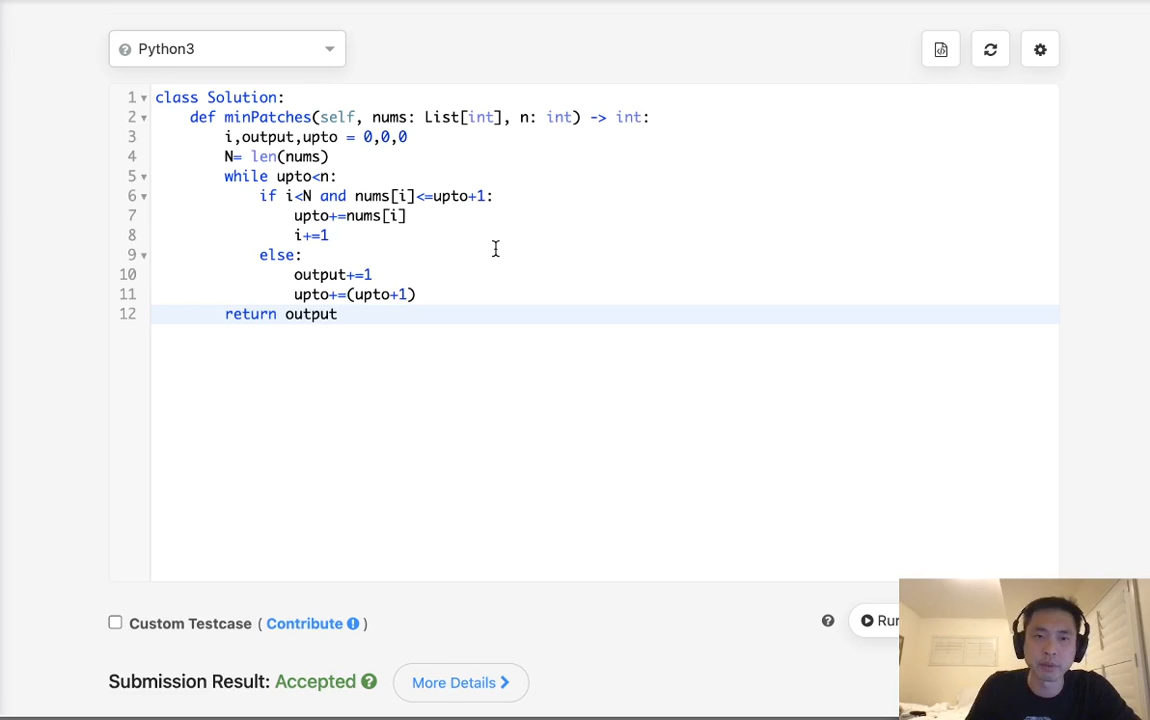 Python3
1 class Solution:
2 def minPatches(self, nums: List[int], n: int) -> int:
3 i,output,upto = 0,0,0
4 N= len(nums)
5 while upto<n:
6 if i<N and nums[i]<=upto+1:
7 upto+=nums[i]
8 i+=1
9 else:
10 output+=1
11 upto+=(upto+1)
12 return output
Custom Testcase ( Contribute )
Submission Result: Accepted More Details